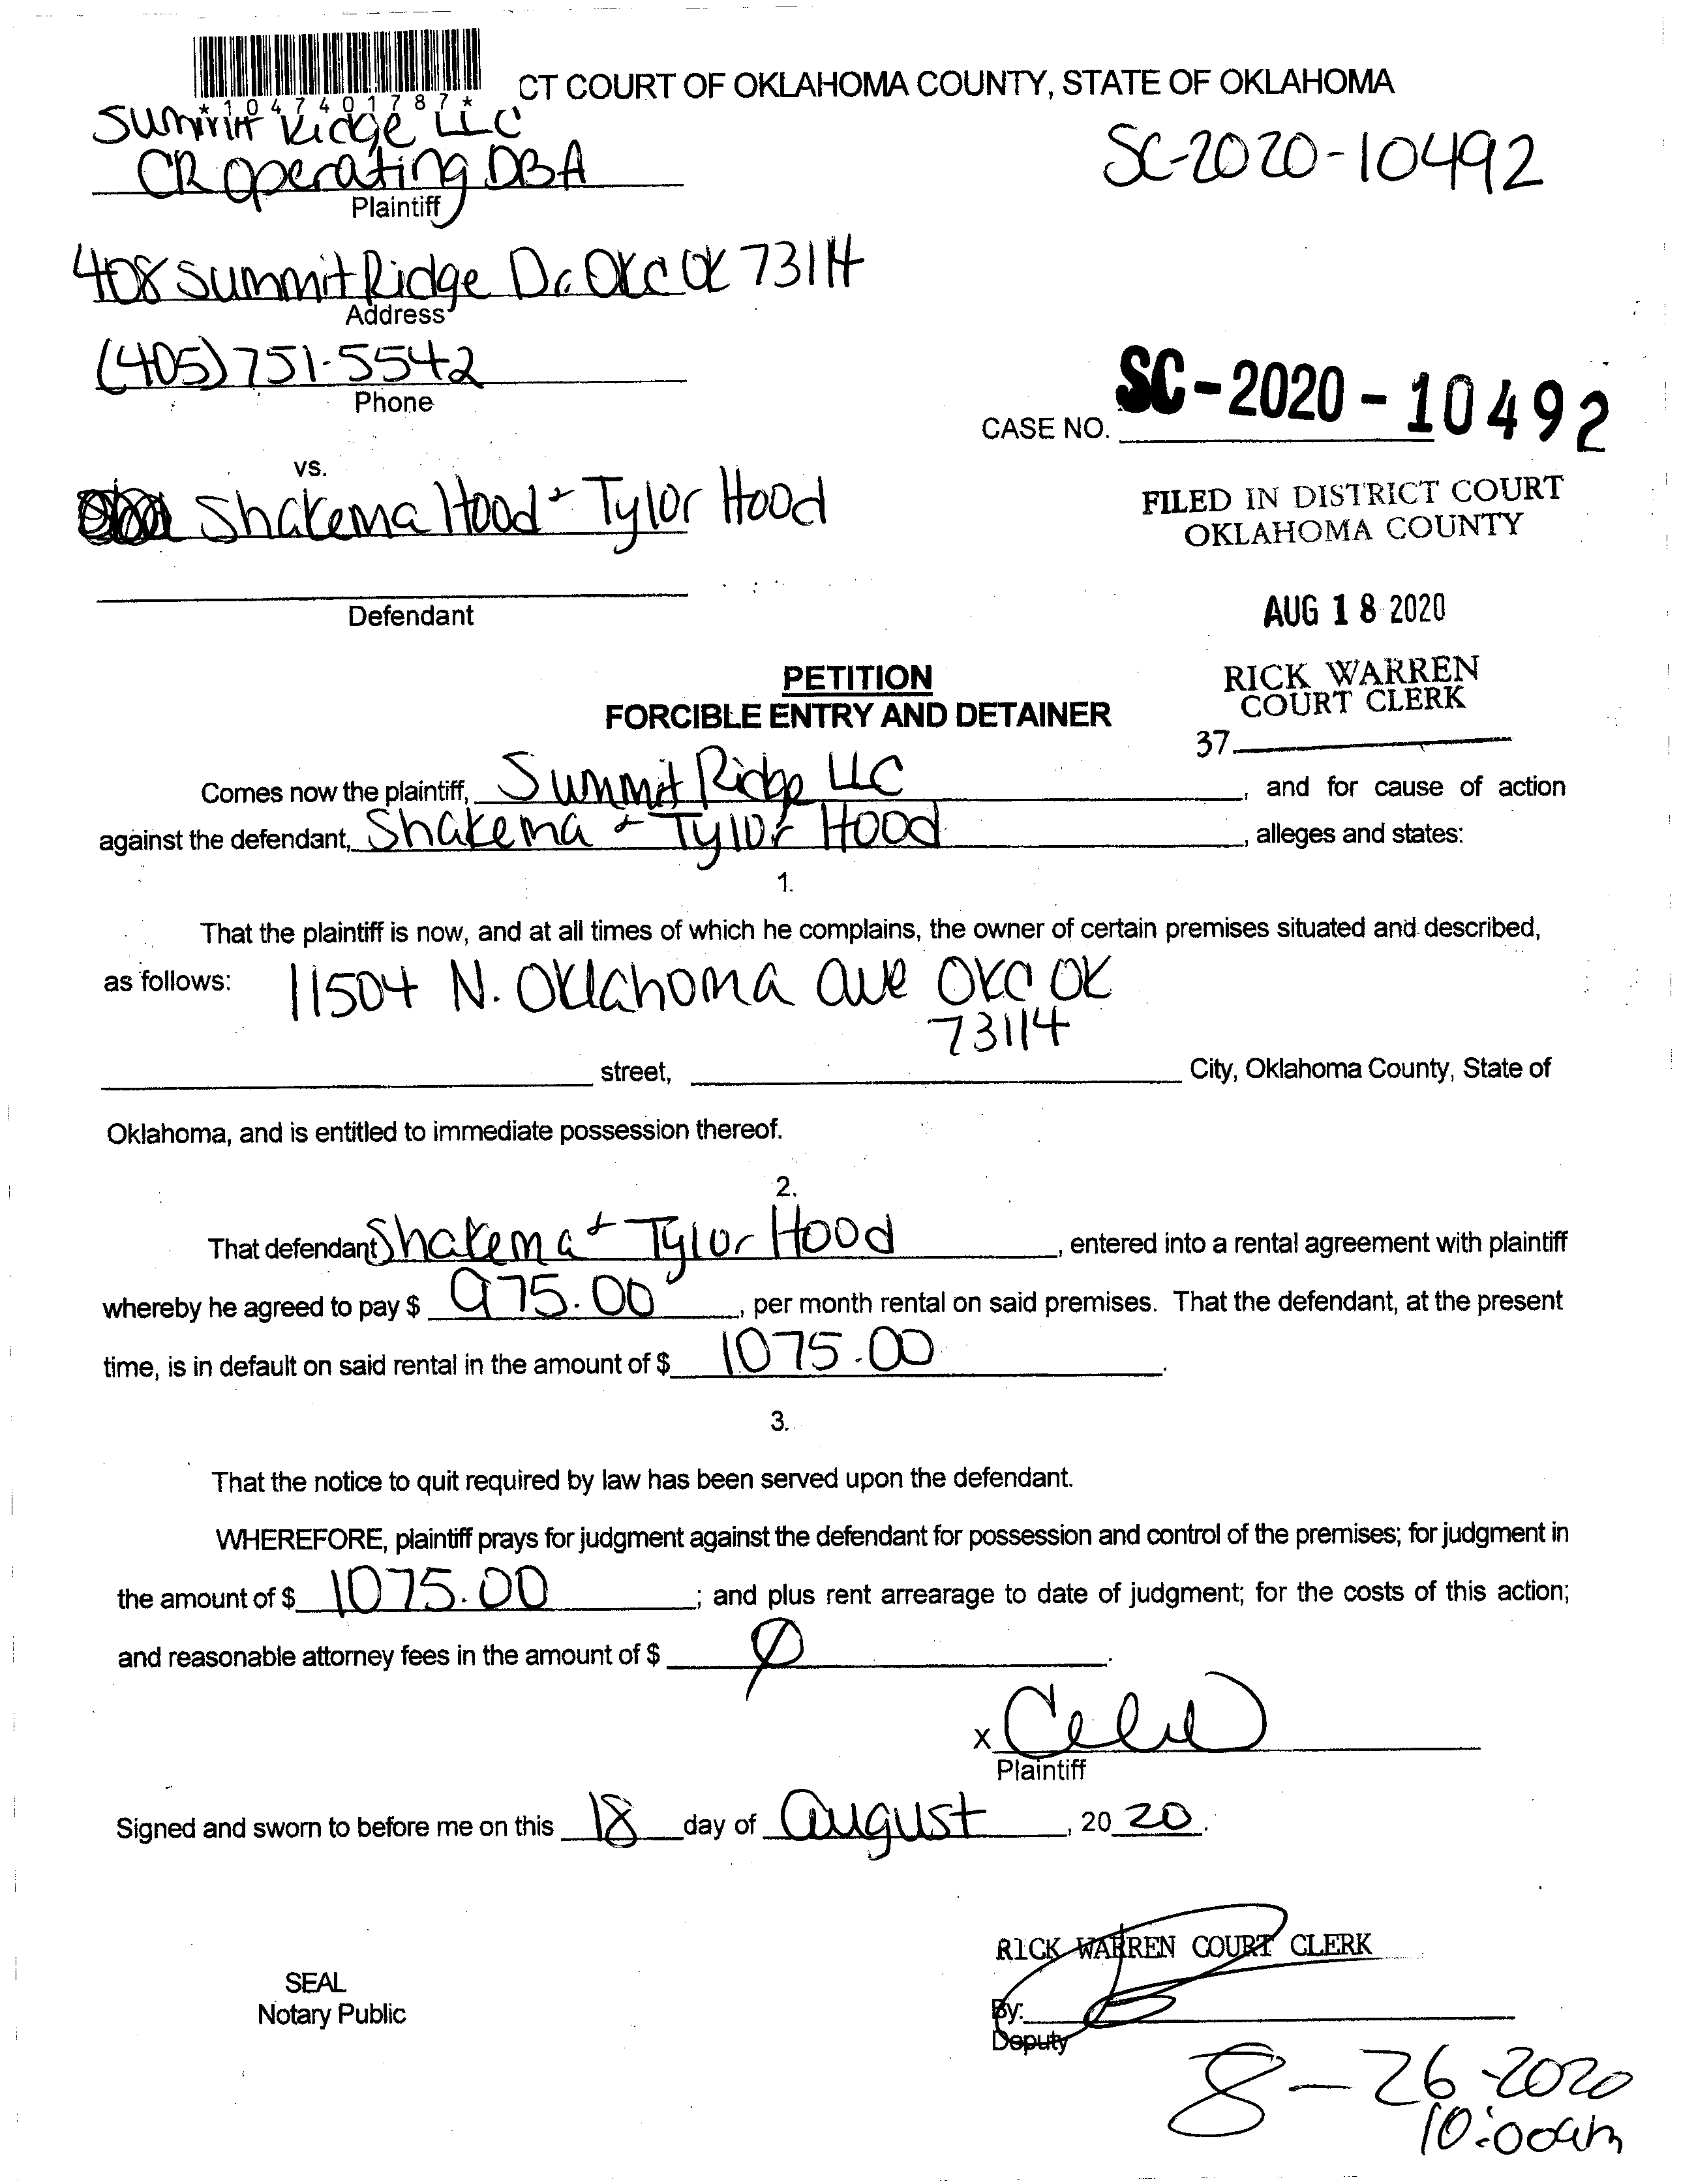 *1047401787*
CT COURT OF OKLAHOMA COUNTY, STATE OF OKLAHOMA
Summit Ridge LLC
CR Operating DBA
Plaintiff
SC-2020-10492
408 Summit Ridge Dr OKC OK 73114
Address
(405) 751-5542
Phone
CASE NO. SC-2020-10492
vs.
Shakema Hood + Tylor Hood
Defendant
FILED IN DISTRICT COURT
OKLAHOMA COUNTY
AUG 18 2020
RICK WARREN
COURT CLERK
37
PETITION
FORCIBLE ENTRY AND DETAINER
Comes now the plaintiff, Summit Ridge LLC, and for cause of action
against the defendant, Shakema + Tylor Hood, alleges and states:
1.
That the plaintiff is now, and at all times of which he complains, the owner of certain premises situated and described,
as follows: 11504 N. Oklahoma ave OKC OK
73114
street, City, Oklahoma County, State of
Oklahoma, and is entitled to immediate possession thereof.
2.
That defendant Shakema + Tylor Hood, entered into a rental agreement with plaintiff
whereby he agreed to pay $ 975.00, per month rental on said premises. That the defendant, at the present
time, is in default on said rental in the amount of $ 1075.00.
3.
That the notice to quit required by law has been served upon the defendant.
WHEREFORE, plaintiff prays for judgment against the defendant for possession and control of the premises; for judgment in
the amount of $ 1075.00; and plus rent arrearage to date of judgment; for the costs of this action;
and reasonable attorney fees in the amount of $ Ø.
X
Plaintiff
Signed and sworn to before me on this 18 day of August, 20 20.
RICK WARREN COURT CLERK
SEAL
Notary Public
By:
Deputy
8-26-2020
10:00am